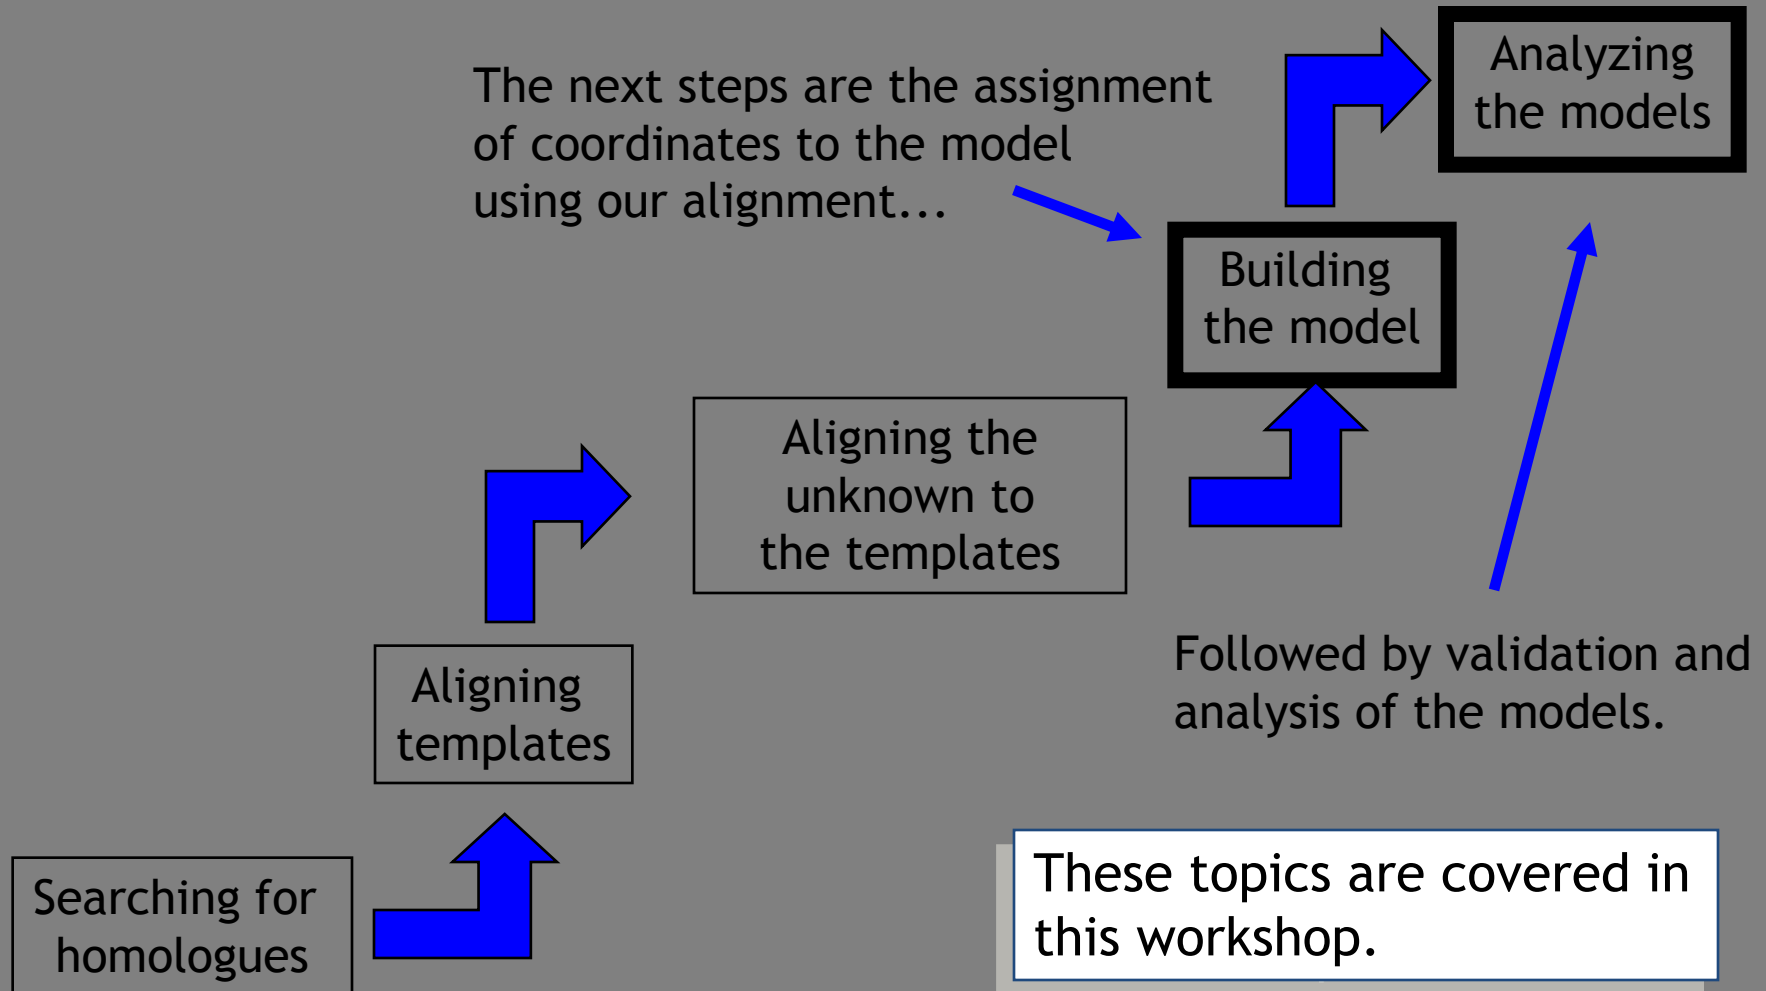 The next steps are the assignment
of coordinates to the model
using our alignment...
Analyzing
the models
Building
the model
Aligning the
unknown to
the templates
Aligning
templates
Followed by validation and
analysis of the models.
Searching for
homologues
These topics are covered in
this workshop.